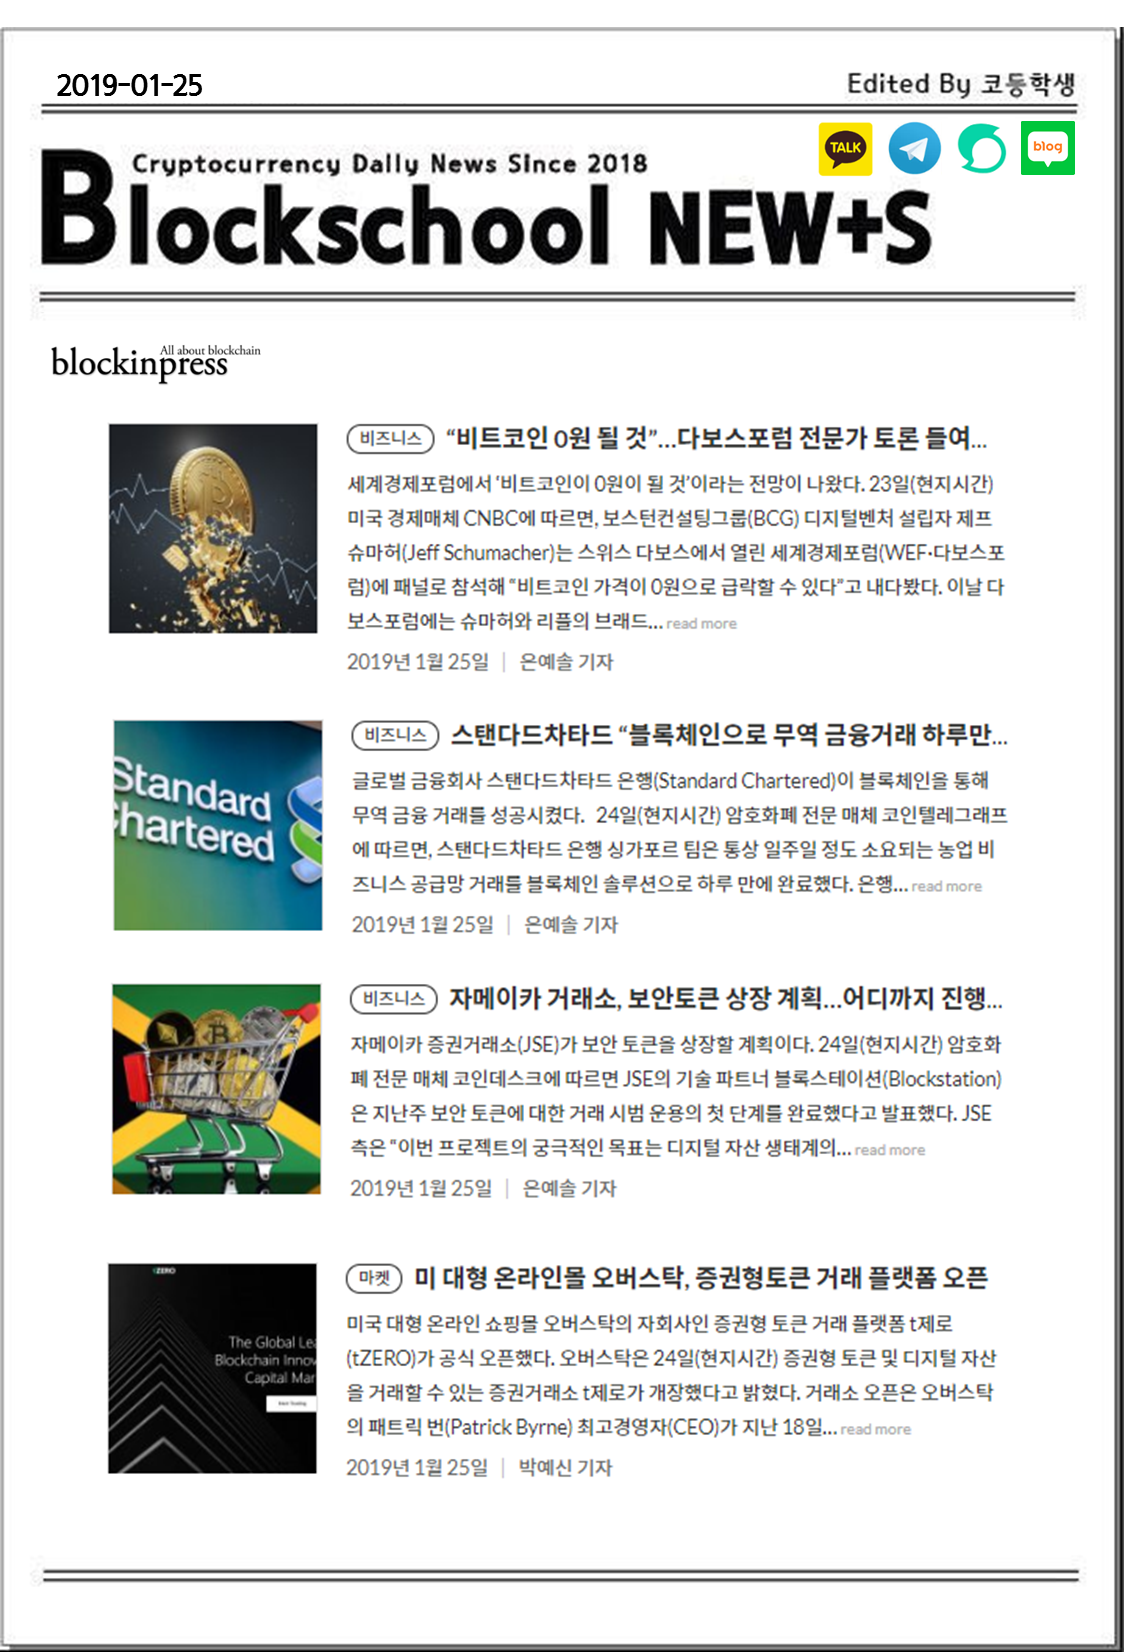 2019-01-25
Edited By 코등학생
TALK
blog
Cryptocurrency Daily News Since 2018
Blockschool NEW+S
All about blockchain
blockinpress
비즈니스 “비트코인 0원 될 것”...다보스포럼 전문가 토론 들여...
세계경제포럼에서 '비트코인이 0원이 될 것'이라는 전망이 나왔다. 23일(현지시간)
미국 경제매체 CNBC에 따르면, 보스턴컨설팅그룹(BCG) 디지털벤처 설립자 제프
슈마허(Jeff Schumacher)는 스위스 다보스에서 열린 세계경제포럼(WEF·다보스포
럼)에 패널로 참석해 “비트코인 가격이 0원으로 급락할 수 있다”고 내다봤다. 이날 다
보스포럼에는 슈마허와 리플의 브래드... read more
2019년 1월 25일 | 은예솔 기자
Standard
Chartered
비즈니스 스탠다드차타드 “블록체인으로 무역 금융거래 하루만...
글로벌 금융회사 스탠다드차타드 은행(Standard Chartered)이 블록체인을 통해
무역 금융 거래를 성공시켰다. 24일(현지시간) 암호화폐 전문 매체 코인텔레그래프
에 따르면, 스탠다드차타드 은행 싱가포르 팀은 통상 일주일 정도 소요되는 농업 비
즈니스 공급망 거래를 블록체인 솔루션으로 하루 만에 완료했다. 은행... read more
2019년 1월 25일 | 은예솔 기자
비즈니스 자메이카 거래소, 보안토큰 상장 계획...어디까지 진행...
자메이카 증권거래소(JSE)가 보안 토큰을 상장할 계획이다. 24일(현지시간) 암호화
폐 전문 매체 코인데스크에 따르면 JSE의 기술 파트너 블록스테이션(Blockstation)
은 지난주 보안 토큰에 대한 거래 시범 운용의 첫 단계를 완료했다고 발표했다. JSE
측은 “이번 프로젝트의 궁극적인 목표는 디지털 자산 생태계의... read more
2019년 1월 25일 | 은예솔 기자
tZERO
The Global Lea
Blockchain Innov
Capital Mar
마켓 미 대형 온라인몰 오버스탁, 증권형토큰 거래 플랫폼 오픈
미국 대형 온라인 쇼핑몰 오버스탁의 자회사인 증권형 토큰 거래 플랫폼 t제로
(tZERO)가 공식 오픈했다. 오버스탁은 24일(현지시간) 증권형 토큰 및 디지털 자산
을 거래할 수 있는 증권거래소 t제로가 개장했다고 밝혔다. 거래소 오픈은 오버스탁
의 패트릭 번(Patrick Byrne) 최고경영자(CEO)가 지난 18일... read more
2019년 1월 25일 | 박예신 기자